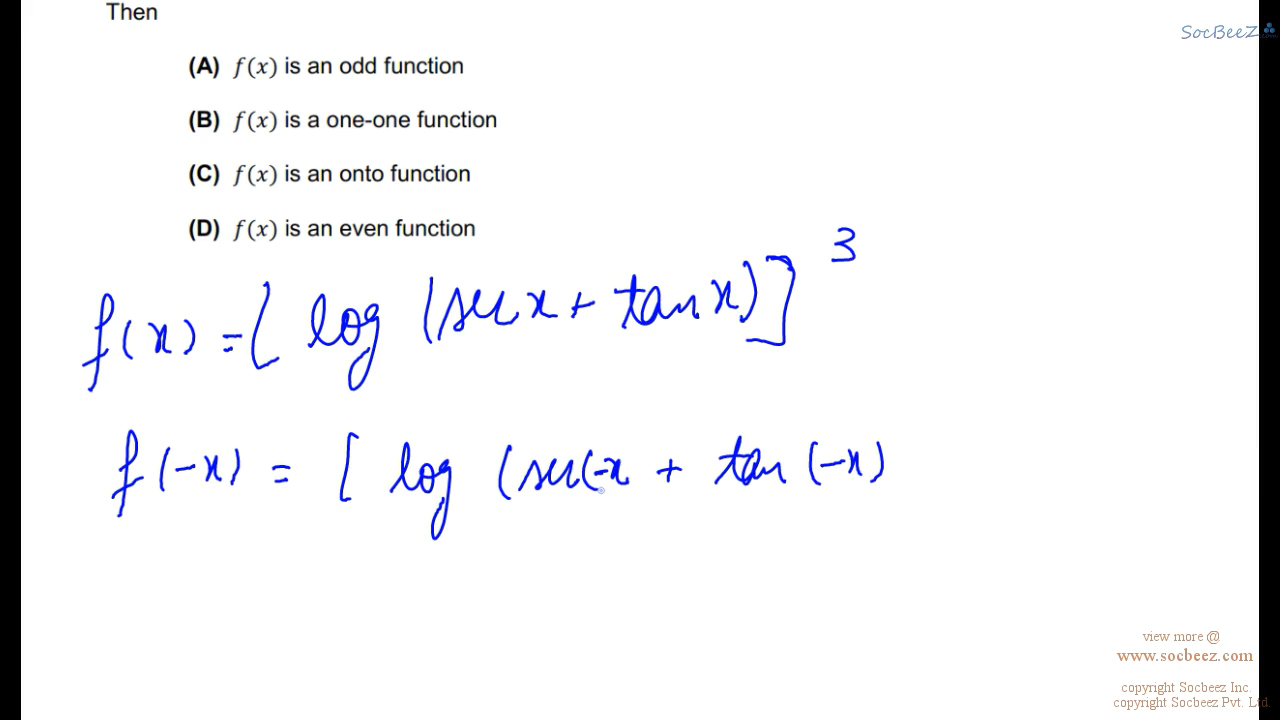 Then
SocBeeZ
(A) f(x) is an odd function
(B) f(x) is a one-one function
(C) f(x) is an onto function
(D) f(x) is an even function
f(x) = [ log (sec x + tan x) ]³
f(-x) = [ log (sec(-x + tan (-x)
view more @
www.socbeez.com
copyright Socbeez Inc
copyright Socbeez Pvt. Ltd.